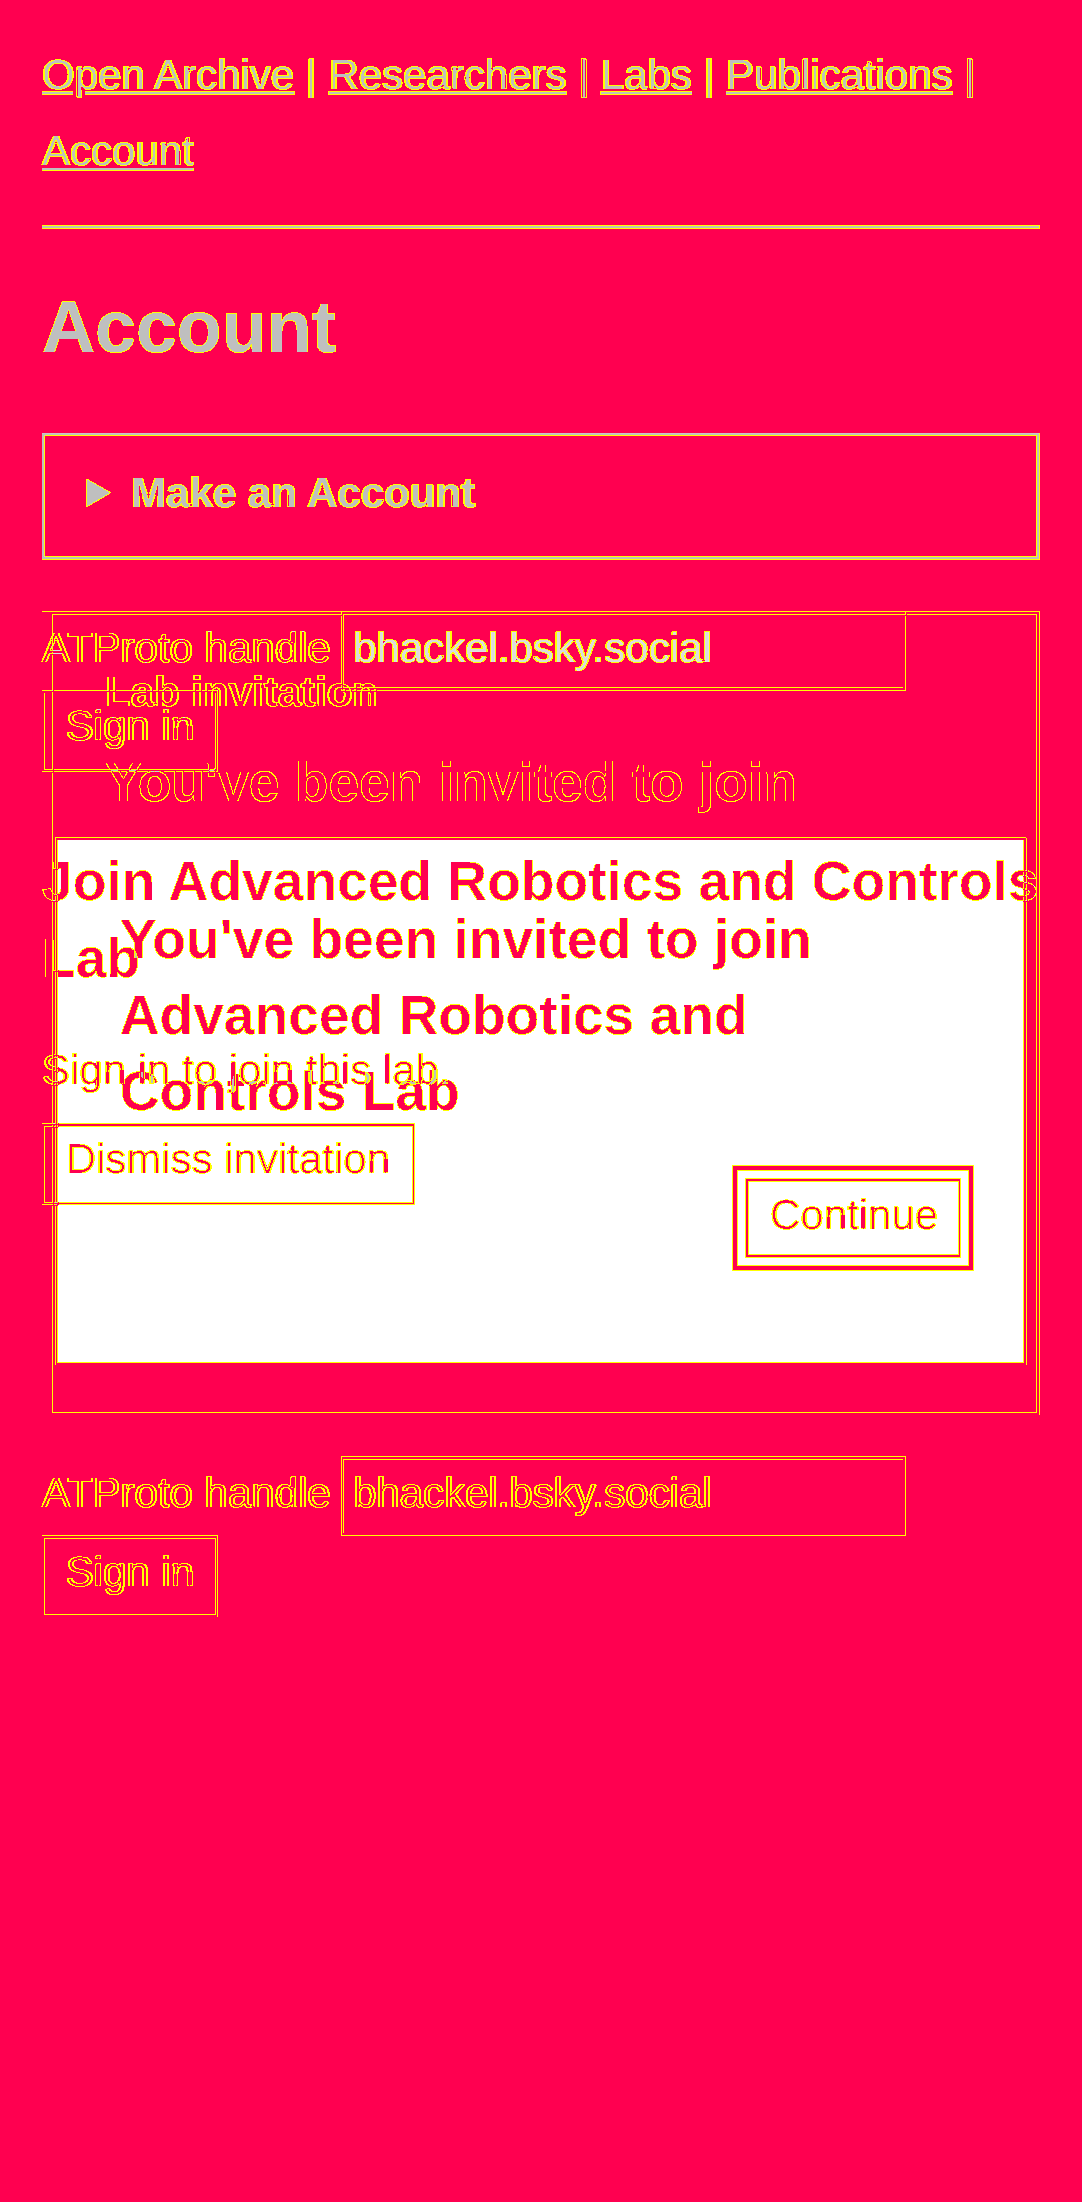 Open Archive | Researchers | Labs | Publications |
Account
Account
Make an Account
ATProto handle bhackel.bsky.social
Lab invitation
Sign in
You've been invited to join
Join Advanced Robotics and Controls
Lab
You've been invited to join
Advanced Robotics and
Controls Lab
Sign in to join this lab.
Dismiss invitation
Continue
ATProto handle bhackel.bsky.social
Sign in